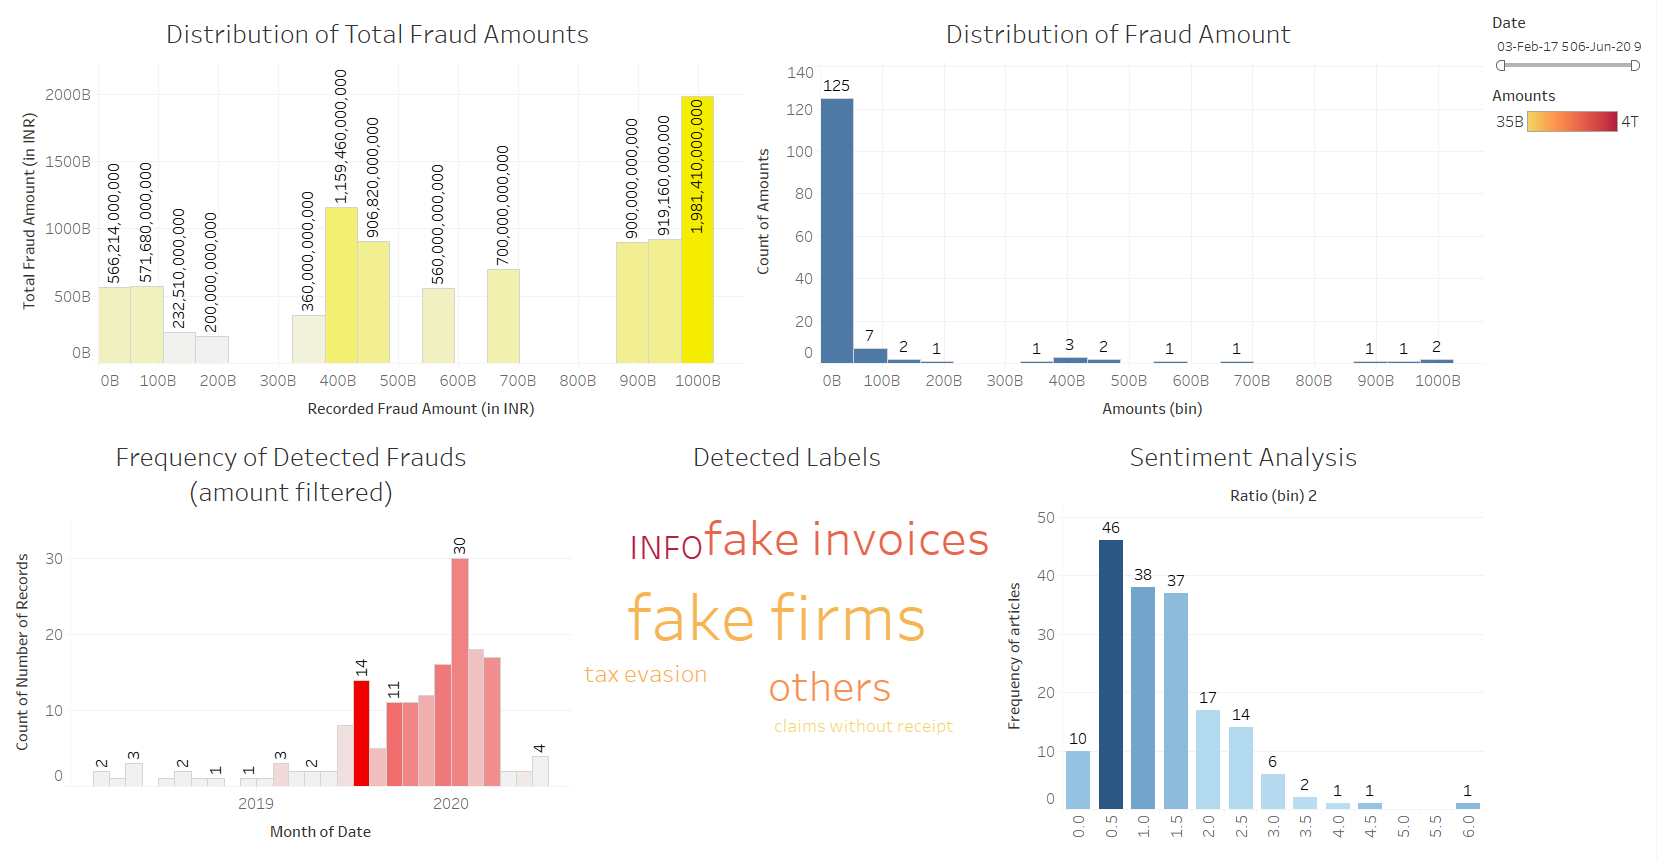 Distribution of Total Fraud Amounts
Total Fraud Amount (in INR)
2000B
1500B
1000B
500B
0B
566,214,000,000
571,680,000,000
232,510,000,000
200,000,000,000
360,000,000,000
1,159,460,000,000
906,820,000,000
560,000,000,000
700,000,000,000
900,000,000,000
919,160,000,000
1,981,410,000,000
0B 100B 200B 300B 400B 500B 600B 700B 800B 900B 1000B
Recorded Fraud Amount (in INR)
Distribution of Fraud Amount
Count of Amounts
140
120
100
80
60
40
20
0
125
7
2
1
1
3
2
1
1
1
1
2
0B 100B 200B 300B 400B 500B 600B 700B 800B 900B 1000B
Amounts (bin)
Date
03-Feb-17 5 06-Jun-20 9
Amounts
35B 4T
Frequency of Detected Frauds
(amount filtered)
Count of Number of Records
30
20
10
0
2
3
2
1
1
3
2
14
11
30
4
2019 2020
Month of Date
Detected Labels
INFO fake invoices
fake firms
tax evasion
others
claims without receipt
Sentiment Analysis
Ratio (bin) 2
Frequency of articles
50
40
30
20
10
0
10
46
38
37
17
14
6
2
1
1
1
0.0 0.5 1.0 1.5 2.0 2.5 3.0 3.5 4.0 4.5 5.0 5.5 6.0